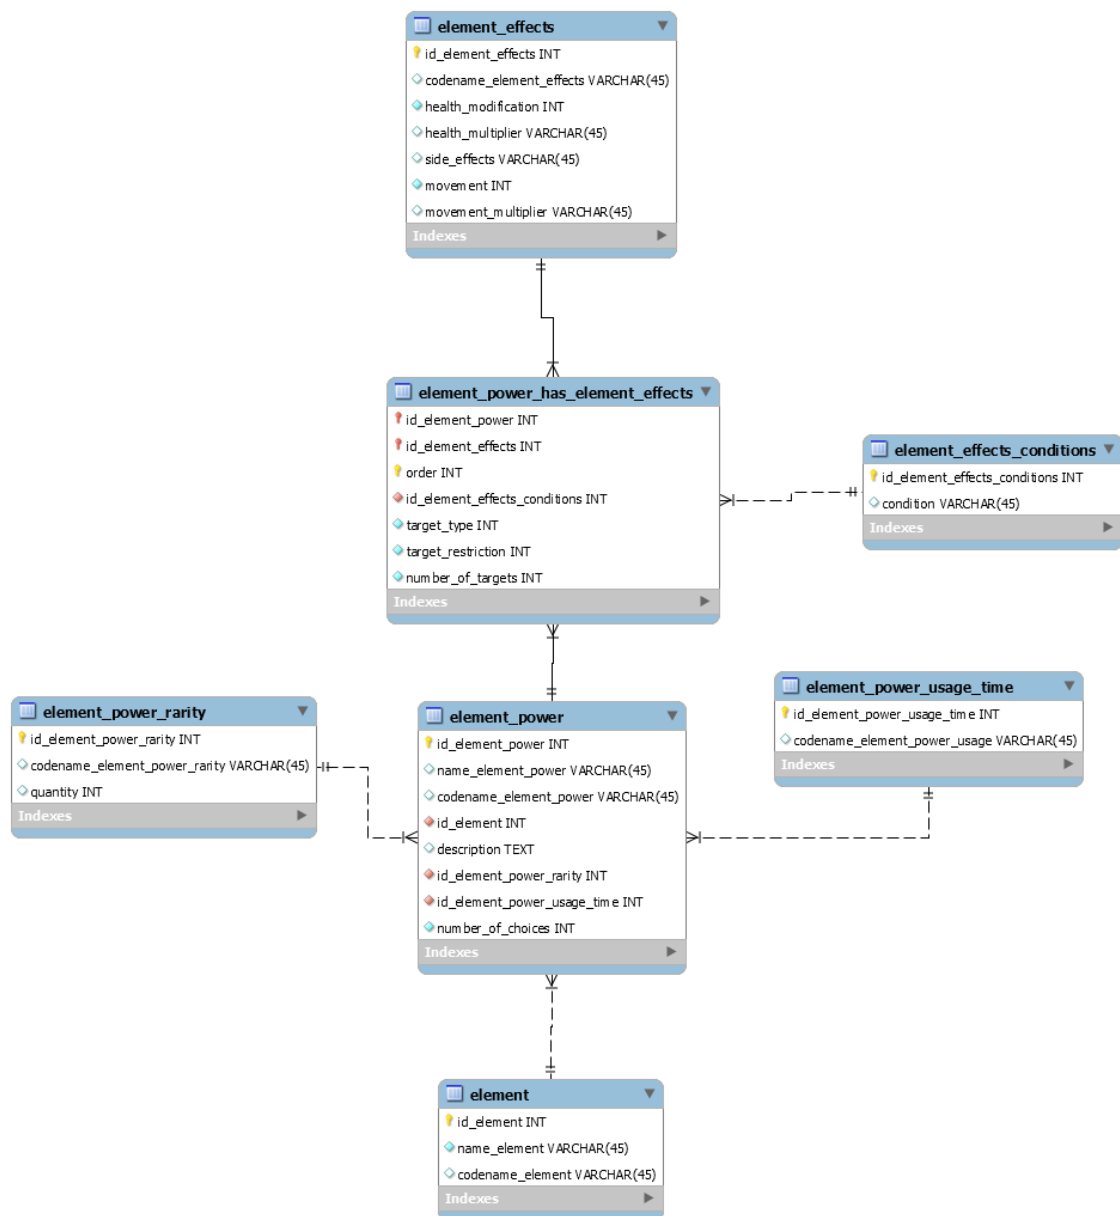 element_effects
id_element_effects INT
codename_element_effects VARCHAR(45)
health_modification INT
health_multiplier VARCHAR(45)
side_effects VARCHAR(45)
movement INT
movement_multiplier VARCHAR(45)
Indexes
element_power_has_element_effects
id_element_power INT
id_element_effects INT
order INT
id_element_effects_conditions INT
target_type INT
target_restriction INT
number_of_targets INT
Indexes
element_effects_conditions
id_element_effects_conditions INT
condition VARCHAR(45)
Indexes
element_power_rarity
id_element_power_rarity INT
codename_element_power_rarity VARCHAR(45)
quantity INT
Indexes
element_power
id_element_power INT
name_element_power VARCHAR(45)
codename_element_power VARCHAR(45)
id_element INT
description TEXT
id_element_power_rarity INT
id_element_power_usage_time INT
number_of_choices INT
Indexes
element_power_usage_time
id_element_power_usage_time INT
codename_element_power_usage VARCHAR(45)
Indexes
element
id_element INT
name_element VARCHAR(45)
codename_element VARCHAR(45)
Indexes